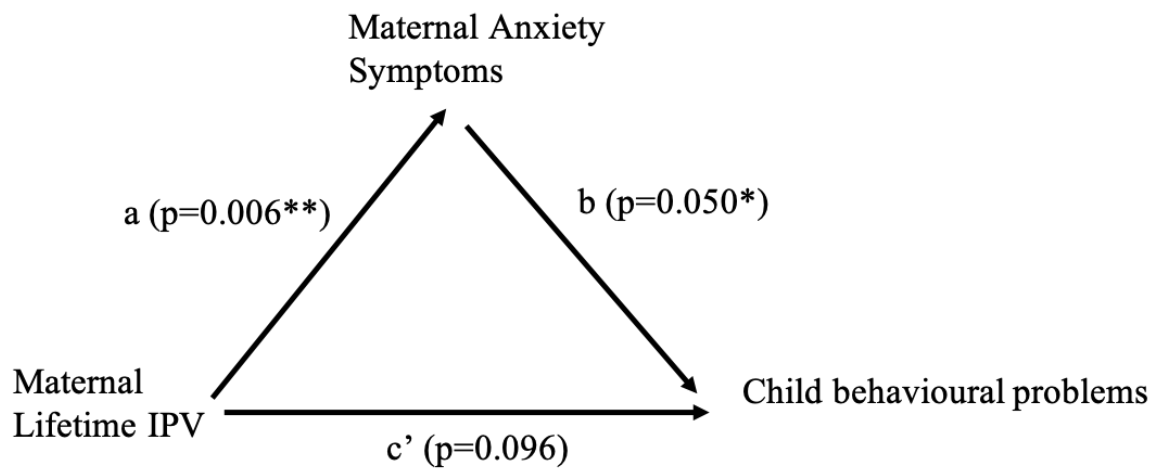 Maternal Anxiety
Symptoms
a (p=0.006**)
b (p=0.050*)
Maternal
Lifetime IPV
Child behavioural problems
c’ (p=0.096)